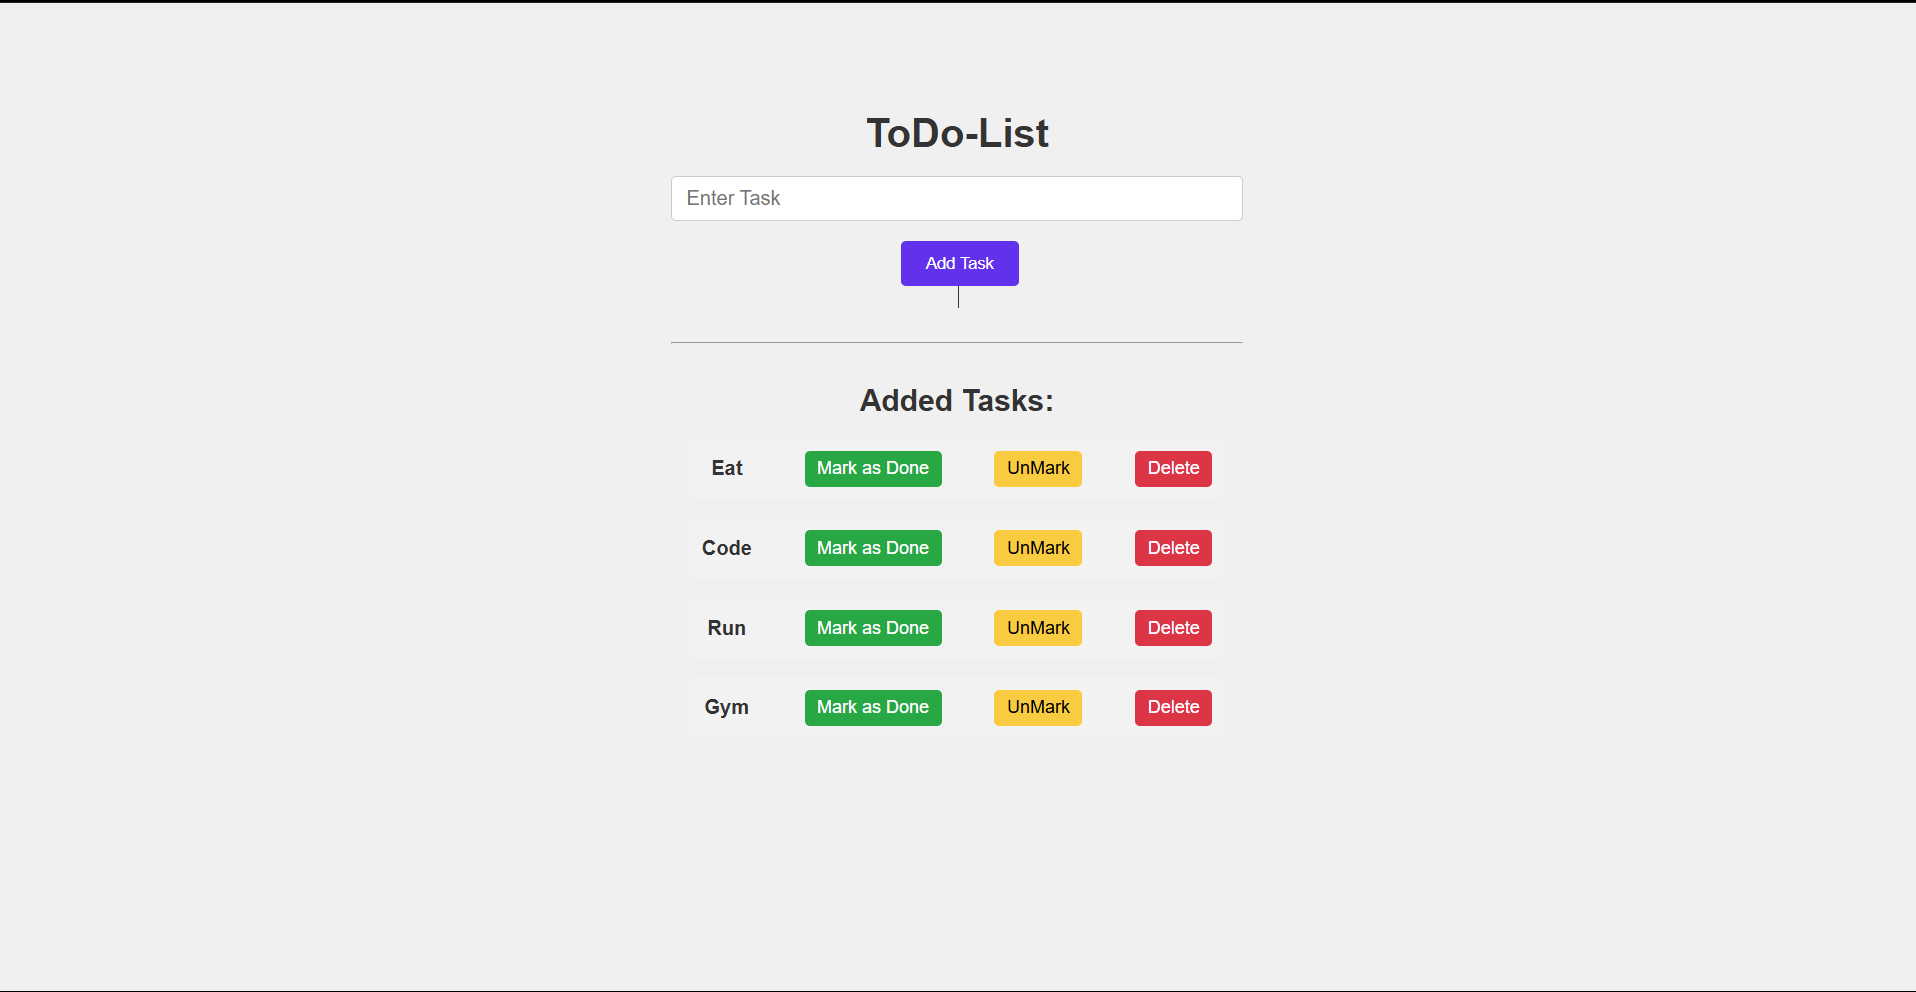 ToDo-List
Enter Task
Add Task
Added Tasks:
Eat Mark as Done UnMark Delete
Code Mark as Done UnMark Delete
Run Mark as Done UnMark Delete
Gym Mark as Done UnMark Delete